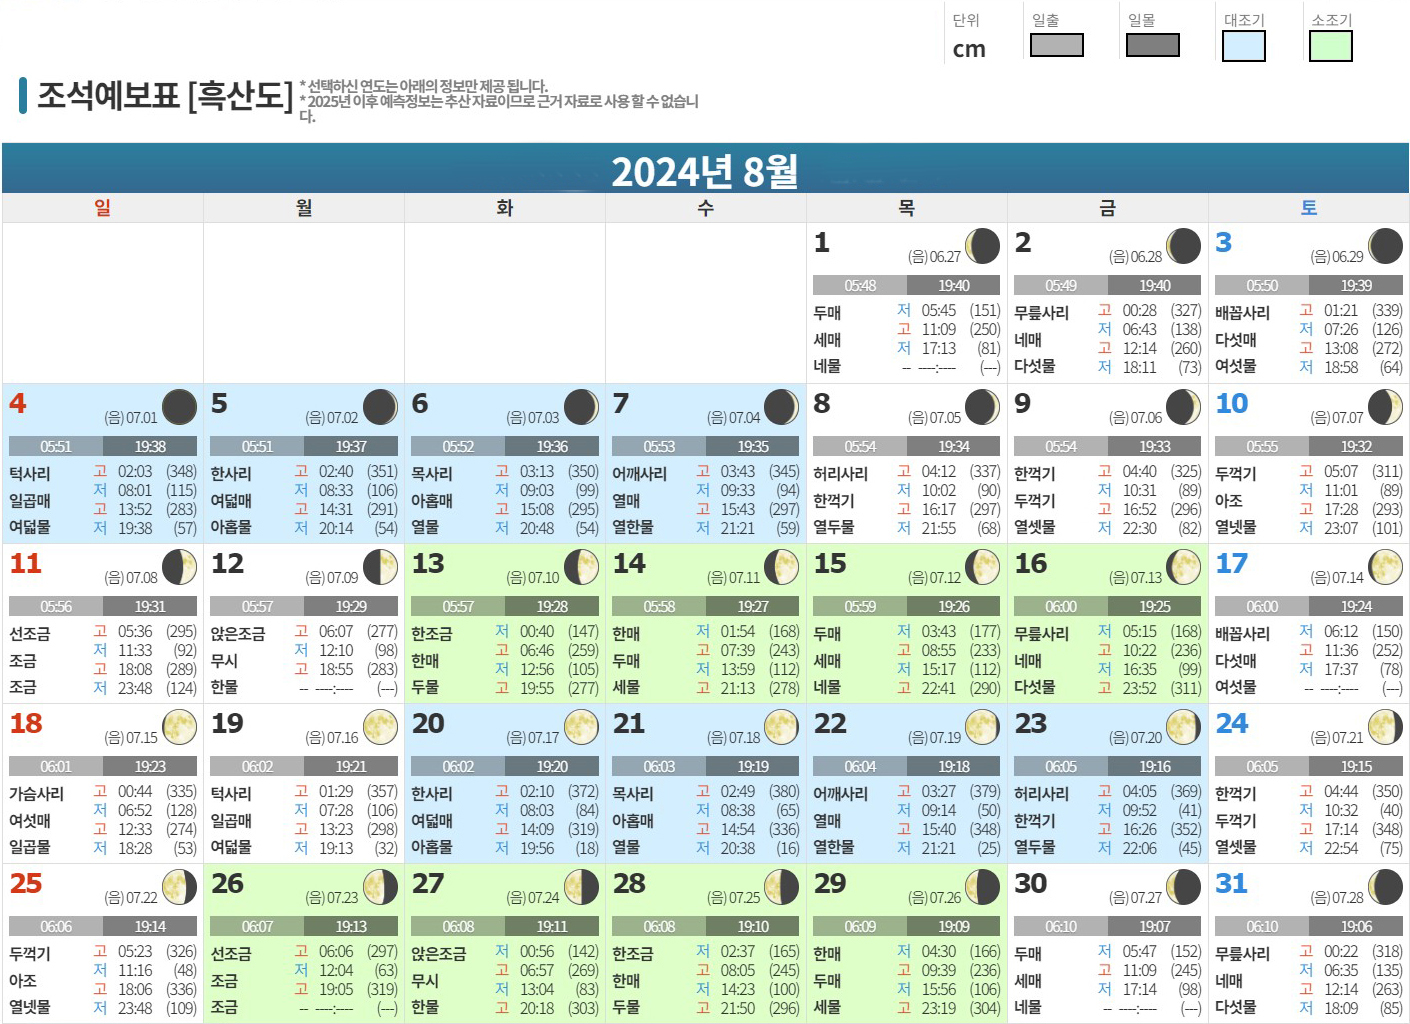 단위 일출 일몰 대조기 소조기
cm
조석예보표 [흑산도]
* 선택하신 연도는 아래의 정보만 제공 됩니다.
* 2025년 이후 예측정보는 추산 자료이므로 근거 자료로 사용 할 수 없습니
다.
2024년 8월
일 월 화 수 목 금 토
1 (음) 06.27
05:48 19:40
두매
세매
네물
저 05:45 (151)
고 11:09 (250)
저 17:13 (81)
-- ----:---- (---)
2 (음) 06.28
05:49 19:40
무릎사리
네매
다섯물
고 00:28 (327)
저 06:43 (138)
고 12:14 (260)
저 18:11 (73)
3 (음) 06.29
05:50 19:39
배꼽사리
다섯매
여섯물
고 01:21 (339)
저 07:26 (126)
고 13:08 (272)
저 18:58 (64)
4 (음) 07.01
05:51 19:38
턱사리
일곱매
여덟물
고 02:03 (348)
저 08:01 (115)
고 13:52 (283)
저 19:38 (57)
5 (음) 07.02
05:51 19:37
한사리
여덟매
아홉물
고 02:40 (351)
저 08:33 (106)
고 14:31 (291)
저 20:14 (54)
6 (음) 07.03
05:52 19:36
목사리
아홉매
열물
고 03:13 (350)
저 09:03 (99)
고 15:08 (295)
저 20:48 (54)
7 (음) 07.04
05:53 19:35
어깨사리
열매
열한물
고 03:43 (345)
저 09:33 (94)
고 15:43 (297)
저 21:21 (59)
8 (음) 07.05
05:54 19:34
허리사리
한꺽기
열두물
고 04:12 (337)
저 10:02 (90)
고 16:17 (297)
저 21:55 (68)
9 (음) 07.06
05:54 19:33
한꺽기
두꺽기
열셋물
고 04:40 (325)
저 10:31 (89)
고 16:52 (296)
저 22:30 (82)
10 (음) 07.07
05:55 19:32
두꺽기
아조
열넷물
고 05:07 (311)
저 11:01 (89)
고 17:28 (293)
저 23:07 (101)
11 (음) 07.08
05:56 19:31
선조금
조금
조금
고 05:36 (295)
저 11:33 (92)
고 18:08 (289)
저 23:48 (124)
12 (음) 07.09
05:57 19:29
앉은조금
무시
한물
고 06:07 (277)
저 12:10 (98)
고 18:55 (283)
-- ----:---- (---)
13 (음) 07.10
05:57 19:28
한조금
한매
두물
저 00:40 (147)
고 06:46 (259)
저 12:56 (105)
고 19:55 (277)
14 (음) 07.11
05:58 19:27
한매
두매
세물
저 01:54 (168)
고 07:39 (243)
저 13:59 (112)
고 21:13 (278)
15 (음) 07.12
05:59 19:26
두매
세매
네물
저 03:43 (177)
고 08:55 (233)
저 15:17 (112)
고 22:41 (290)
16 (음) 07.13
06:00 19:25
무릎사리
네매
다섯물
저 05:15 (168)
고 10:22 (236)
저 16:35 (99)
고 23:52 (311)
17 (음) 07.14
06:00 19:24
배꼽사리
다섯매
여섯물
저 06:12 (150)
고 11:36 (252)
저 17:37 (78)
-- ----:---- (---)
18 (음) 07.15
06:01 19:23
가슴사리
여섯매
일곱물
고 00:44 (335)
저 06:52 (128)
고 12:33 (274)
저 18:28 (53)
19 (음) 07.16
06:02 19:21
턱사리
일곱매
여덟물
고 01:29 (357)
저 07:28 (106)
고 13:23 (298)
저 19:13 (32)
20 (음) 07.17
06:02 19:20
한사리
여덟매
아홉물
고 02:10 (372)
저 08:03 (84)
고 14:09 (319)
저 19:56 (18)
21 (음) 07.18
06:03 19:19
목사리
아홉매
열물
고 02:49 (380)
저 08:38 (65)
고 14:54 (336)
저 20:38 (16)
22 (음) 07.19
06:04 19:18
어깨사리
열매
열한물
고 03:27 (379)
저 09:14 (50)
고 15:40 (348)
저 21:21 (25)
23 (음) 07.20
06:05 19:16
허리사리
한꺽기
열두물
고 04:05 (369)
저 09:52 (41)
고 16:26 (352)
저 22:06 (45)
24 (음) 07.21
06:05 19:15
한꺽기
두꺽기
열셋물
고 04:44 (350)
저 10:32 (40)
고 17:14 (348)
저 22:54 (75)
25 (음) 07.22
06:06 19:14
두꺽기
아조
열넷물
고 05:23 (326)
저 11:16 (48)
고 18:06 (336)
저 23:48 (109)
26 (음) 07.23
06:07 19:13
선조금
조금
조금
고 06:06 (297)
저 12:04 (63)
고 19:05 (319)
-- ----:---- (---)
27 (음) 07.24
06:08 19:11
앉은조금
무시
한물
저 00:56 (142)
고 06:57 (269)
저 13:04 (83)
고 20:18 (303)
28 (음) 07.25
06:08 19:10
한조금
한매
두물
저 02:37 (165)
고 08:05 (245)
저 14:23 (100)
고 21:50 (296)
29 (음) 07.26
06:09 19:09
한매
두매
세물
저 04:30 (166)
고 09:39 (236)
저 15:56 (106)
고 23:19 (304)
30 (음) 07.27
06:10 19:07
두매
세매
네물
저 05:47 (152)
고 11:09 (245)
저 17:14 (98)
-- ----:---- (---)
31 (음) 07.28
06:10 19:06
무릎사리
네매
다섯물
고 00:22 (318)
저 06:35 (135)
고 12:14 (263)
저 18:09 (85)